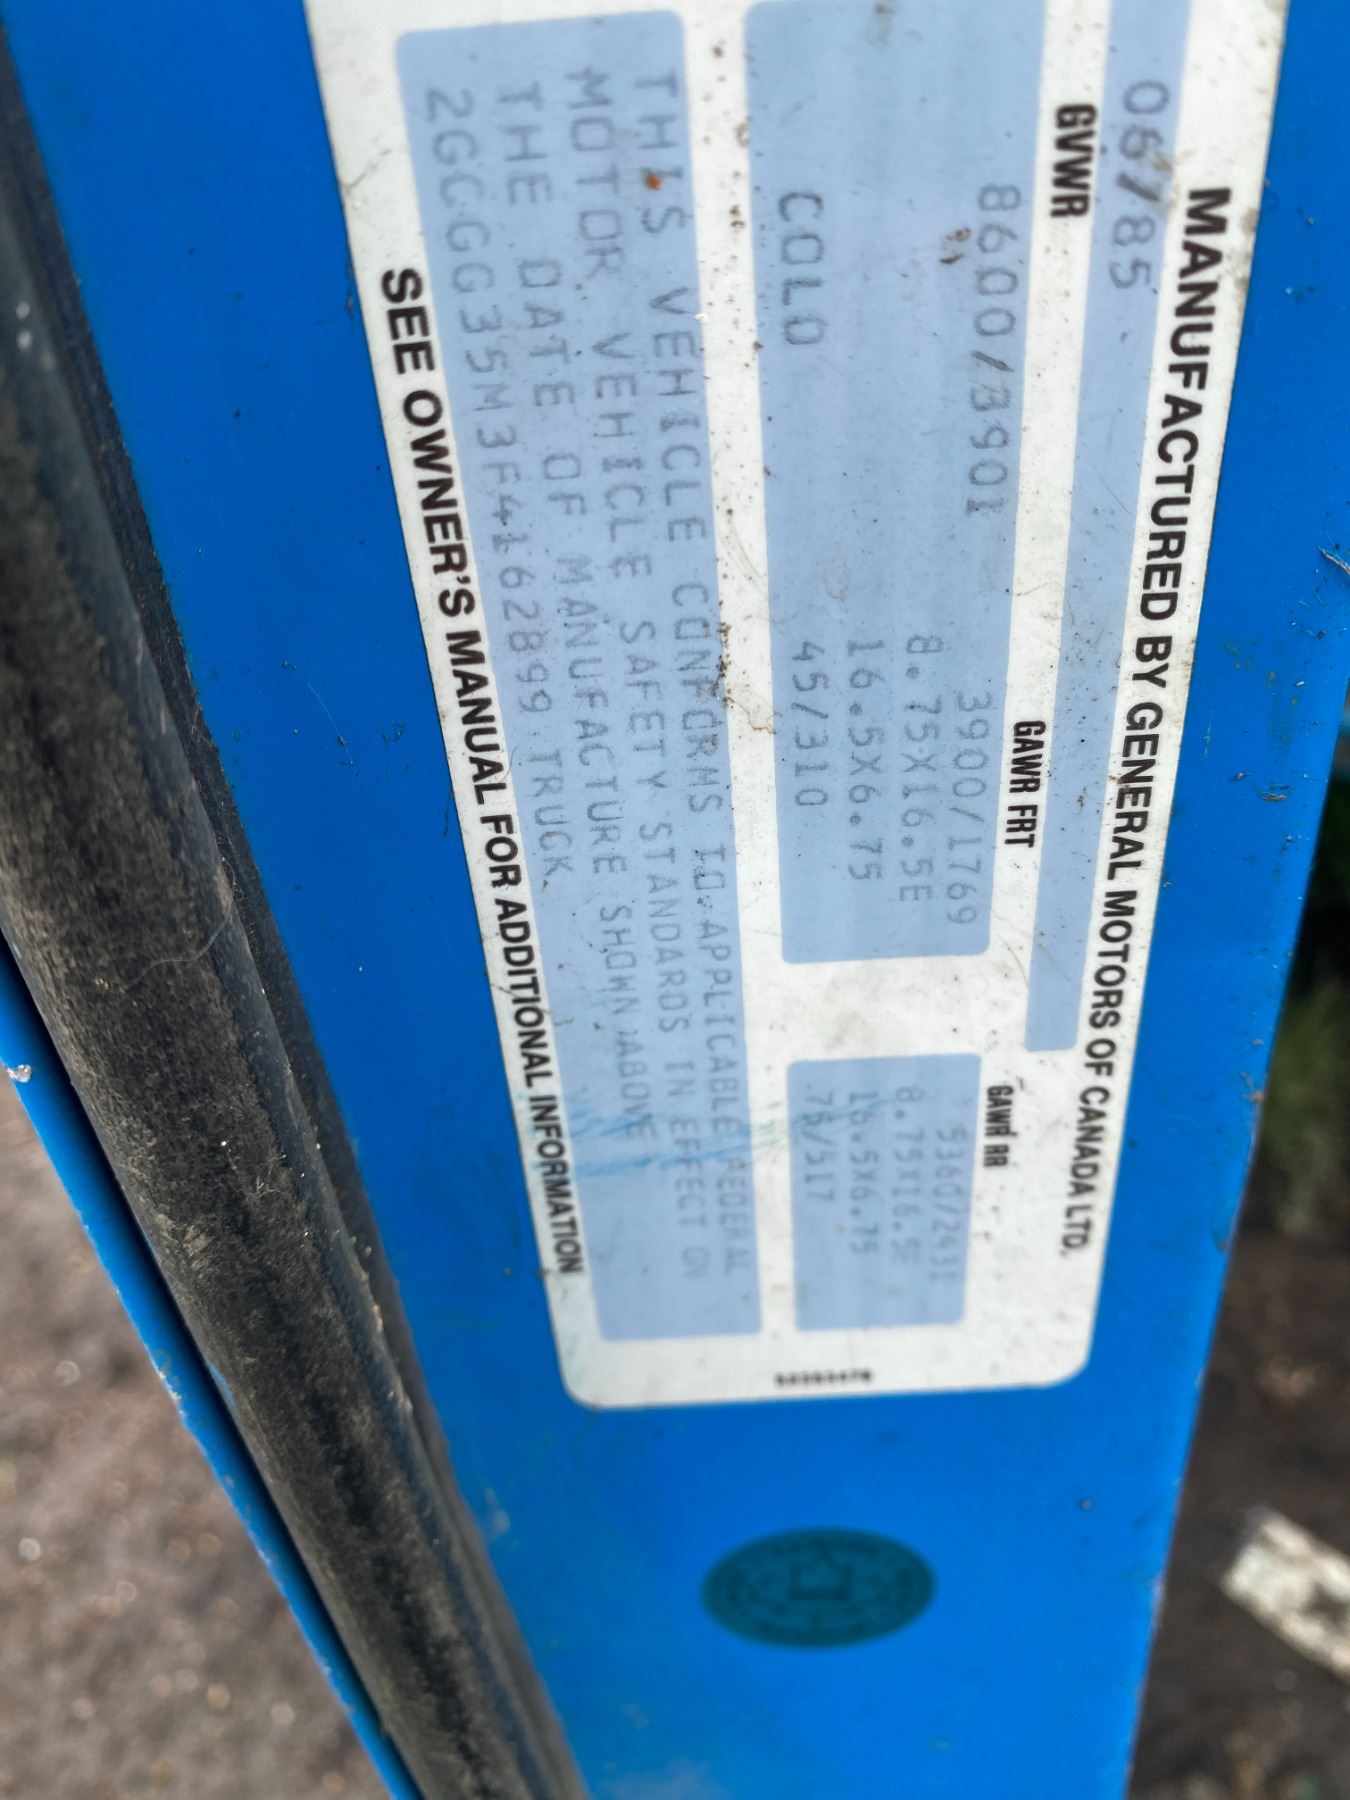 MANUFACTURED BY GENERAL MOTORS OF CANADA LTD.
06/85
GVWR GAWR FRT GAWR RR
8600/3901 3900/1769 5360/2431
8.75X16.5E 8.75X16.5E
16.5X6.75 16.5X6.75
COLD 45/310 75/517
THIS VEHICLE CONFORMS TO APPLICABLE FEDERAL
MOTOR VEHICLE SAFETY STANDARDS IN EFFECT ON
THE DATE OF MANUFACTURE SHOWN ABOVE
2GCGG35M3F4162899 TRUCK
SEE OWNER'S MANUAL FOR ADDITIONAL INFORMATION